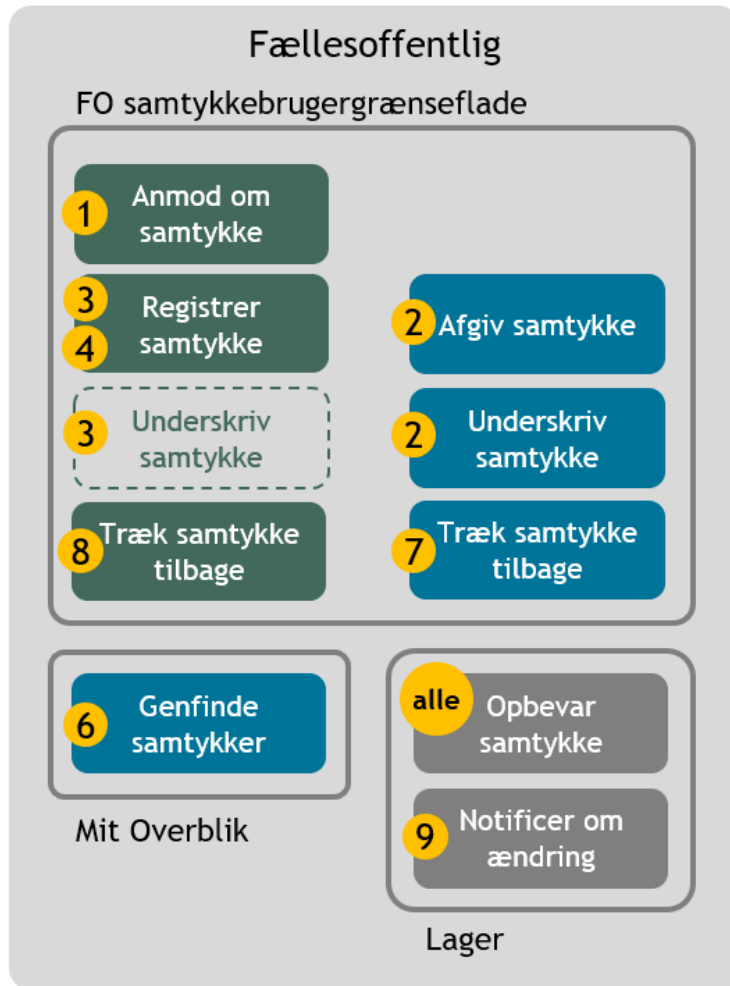 Fællesoffentlig
FO samtykkebrugergrænseflade
1
Anmod om
samtykke
3
4
Registrer
samtykke
2
Afgiv samtykke
3
Underskriv
samtykke
2
Underskriv
samtykke
8
Træk samtykke
tilbage
7
Træk samtykke
tilbage
6
Genfinde
samtykker
Mit Overblik
alle
Opbevar
samtykke
9
Notificer om
ændring
Lager